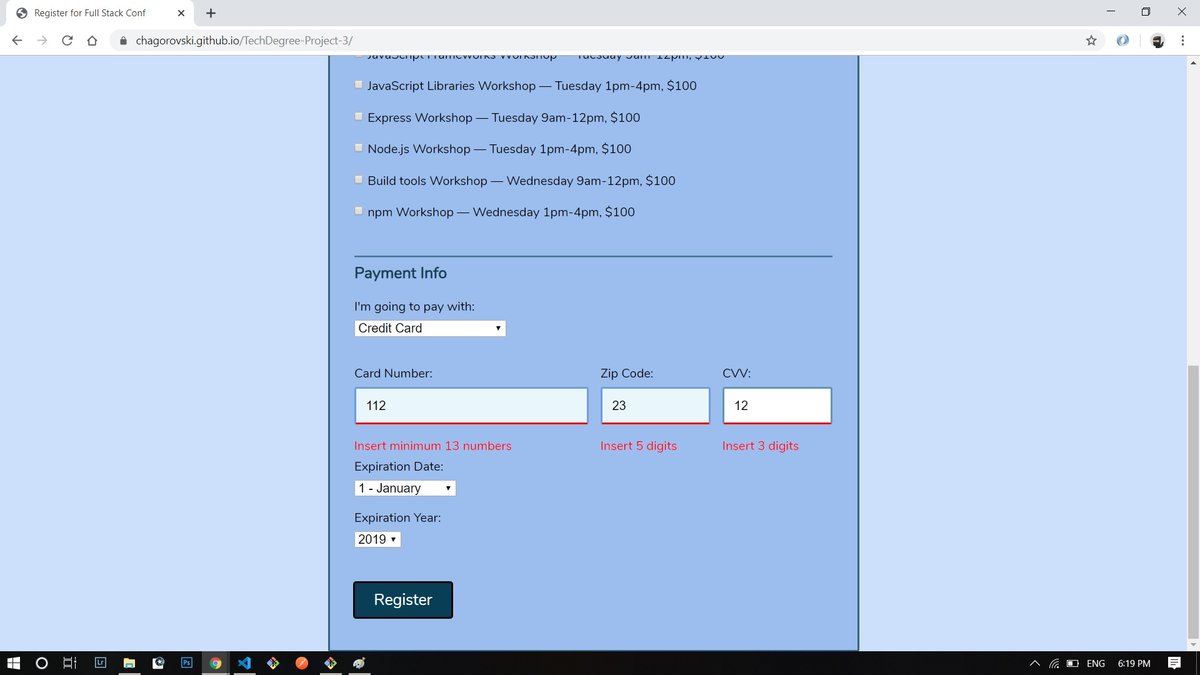 Register for Full Stack Conf
chagorovski.github.io/TechDegree-Project-3/
JavaScript Frameworks Workshop — Tuesday 9am-12pm, $100
JavaScript Libraries Workshop — Tuesday 1pm-4pm, $100
Express Workshop — Tuesday 9am-12pm, $100
Node.js Workshop — Tuesday 1pm-4pm, $100
Build tools Workshop — Wednesday 9am-12pm, $100
npm Workshop — Wednesday 1pm-4pm, $100
Payment Info
I'm going to pay with:
Credit Card
Card Number: Zip Code: CVV:
112 23 12
Insert minimum 13 numbers Insert 5 digits Insert 3 digits
Expiration Date:
1 - January
Expiration Year:
2019
Register
Lr Ps ENG 6:19 PM